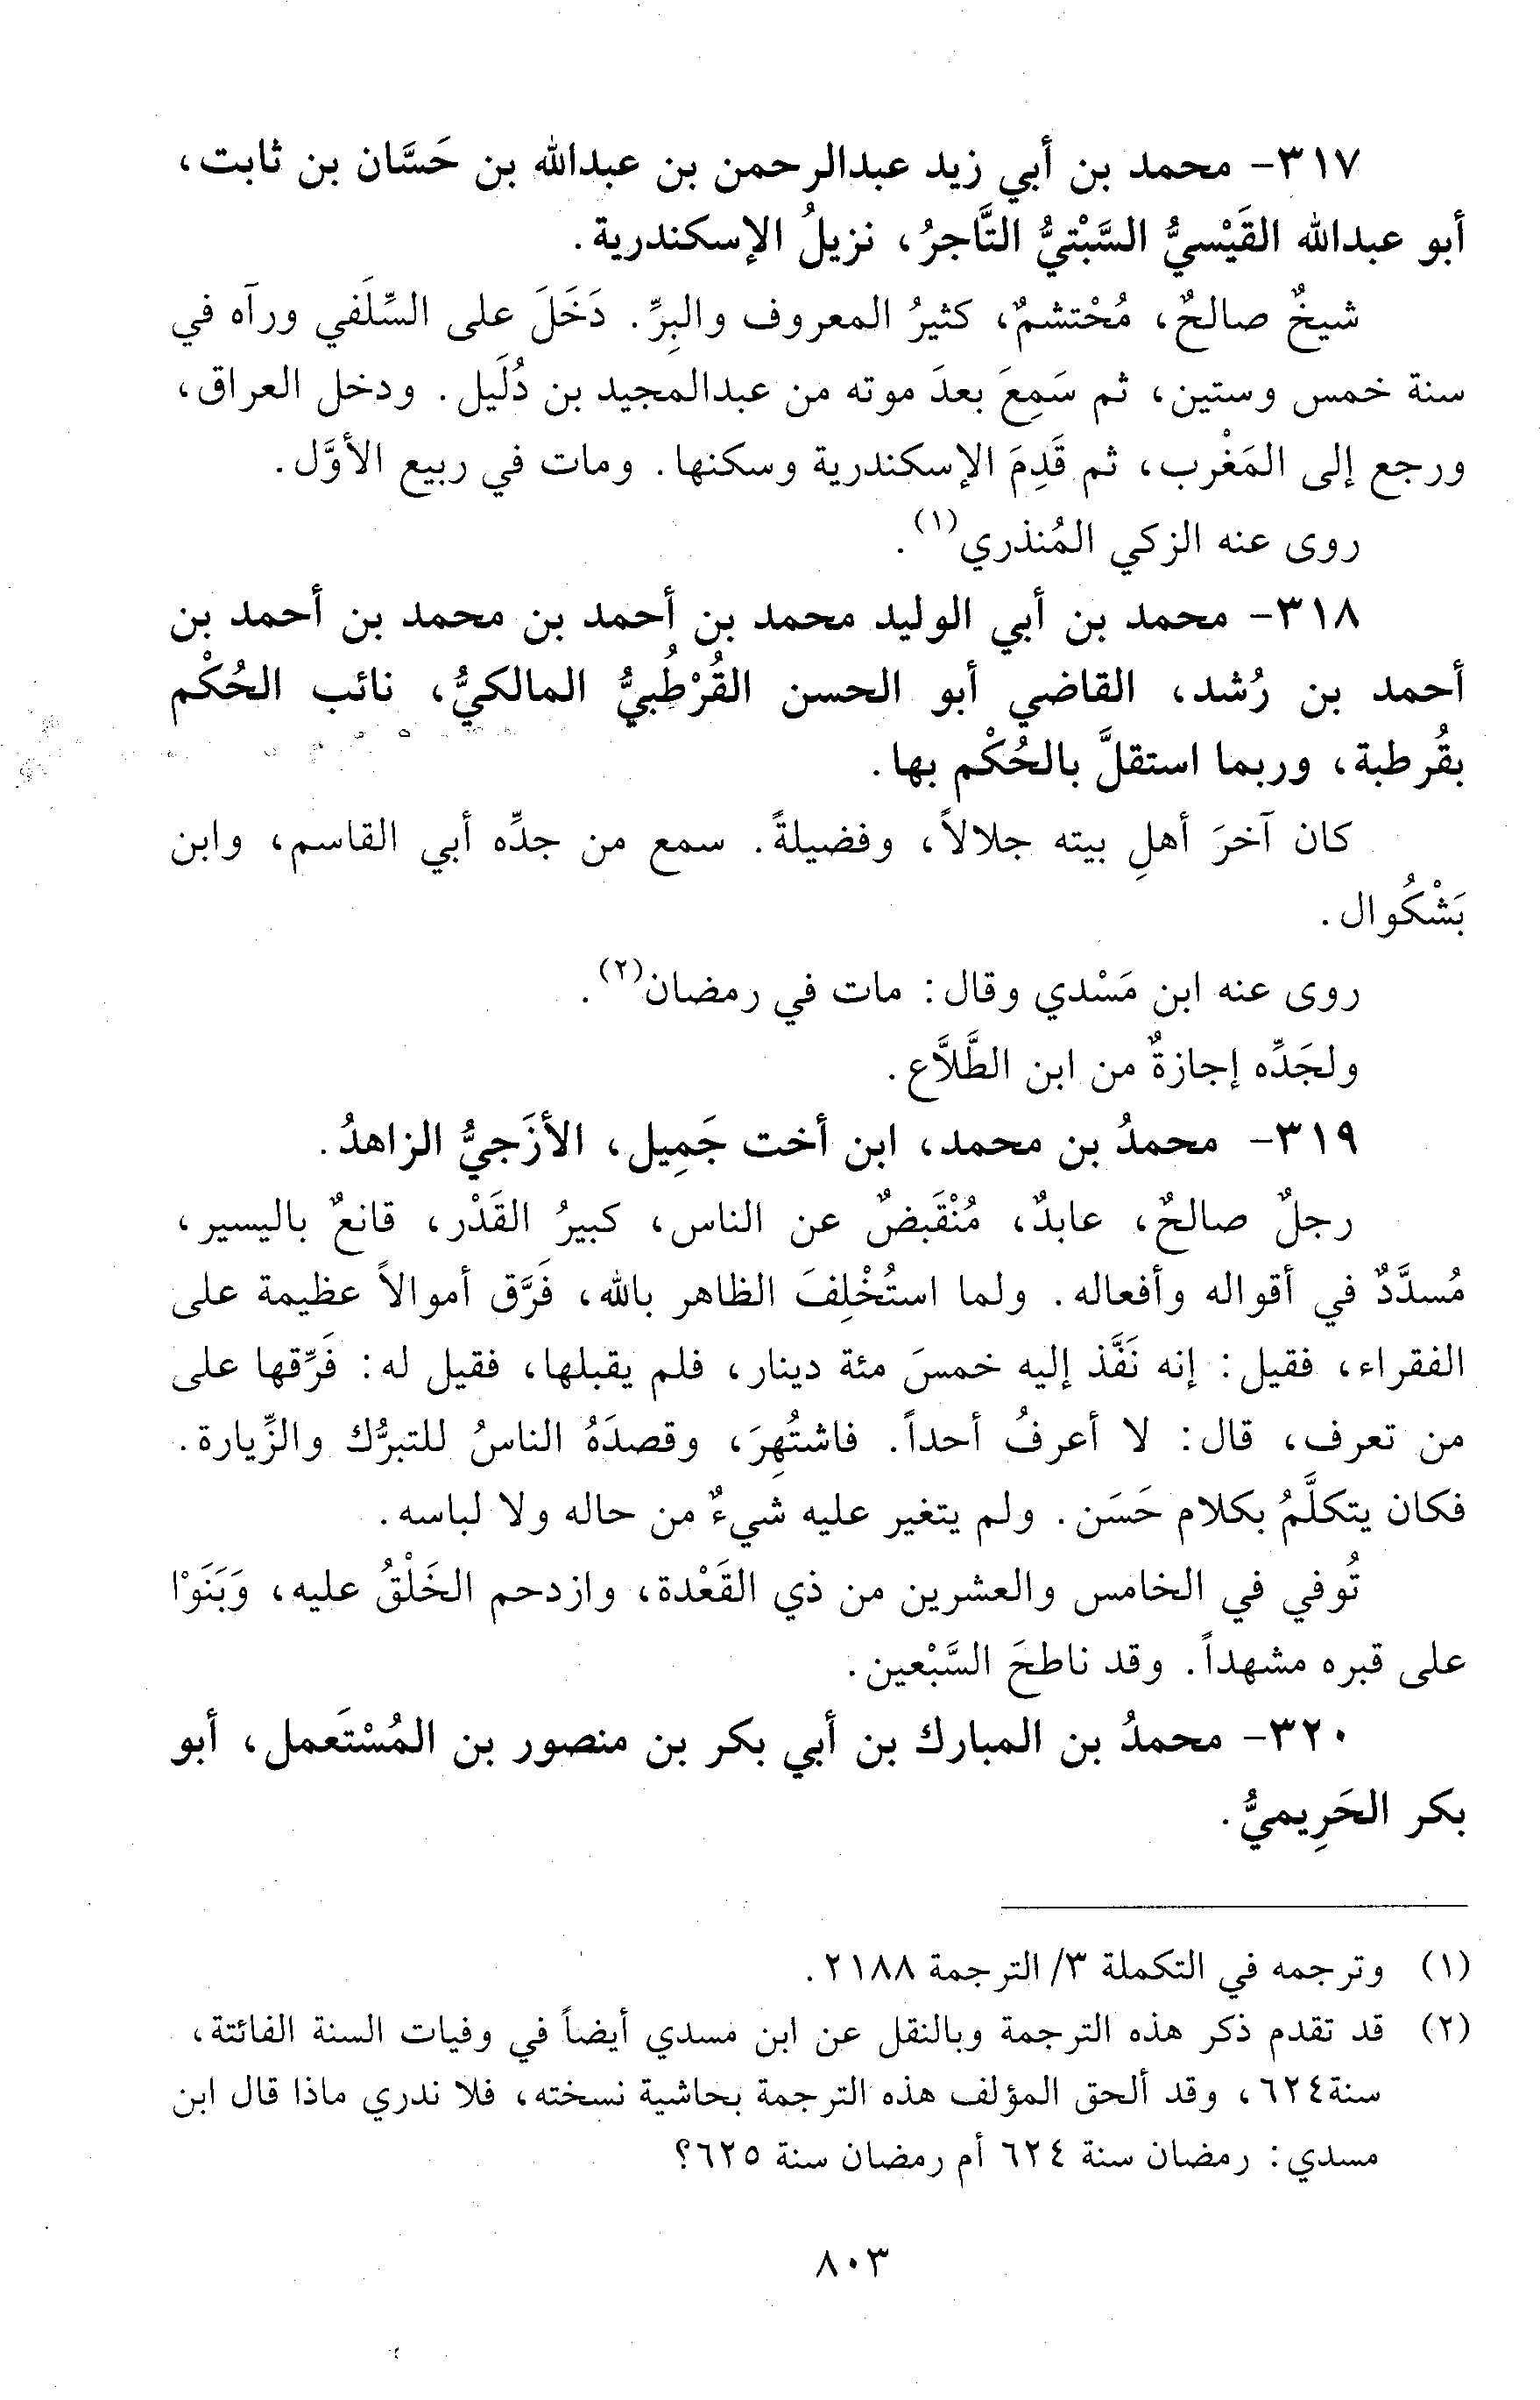 ٣١٧- محمد بن أبي زيد عبدالرحمن بن عبدالله بن حَسَّان بن ثابت،
أبو عبدالله القَيْسيُّ السَّبْتيُّ التَّاجرُ، نزيلُ الإسكندرية.
شيخٌ صالحٌ، مُحْتشمٌ، كثيرُ المعروف والبِرِّ. دَخَلَ على السِّلَفي ورآه في
سنة خمس وستين، ثم سَمِعَ بعدَ موته من عبدالمجيد بن دُلَيل. ودخل العراق،
ورجع إلى المَغْرب، ثم قَدِمَ الإسكندرية وسكنها. ومات في ربيع الأوَّل.
روى عنه الزكي المُنذري(١).
٣١٨- محمد بن أبي الوليد محمد بن أحمد بن محمد بن أحمد بن
أحمد بن رُشد، القاضي أبو الحسن القُرْطُبيُّ المالكيُّ، نائب الحُكْم
بقُرطبة، وربما استقلَّ بالحُكْم بها.
كان آخرَ أهلِ بيته جلالاً، وفضيلةً. سمع من جدِّه أبي القاسم، وابن
بَشْكُوال.
روى عنه ابن مَسْدي وقال: مات في رمضان(٢).
ولجَدِّه إجازةٌ من ابن الطَّلاَّع.
٣١٩- محمدُ بن محمد، ابن أخت جَمِيل، الأزَجيُّ الزاهدُ.
رجلٌ صالحٌ، عابدٌ، مُنْقَبضٌ عن الناس، كبيرُ القَدْر، قانعٌ باليسير،
مُسدَّدٌ في أقواله وأفعاله. ولما استُخْلِفَ الظاهر بالله، فَرَّق أموالاً عظيمة على
الفقراء، فقيل: إنه نَفَّذ إليه خمسَ مئة دينار، فلم يقبلها، فقيل له: فَرِّقها على
من تعرف، قال: لا أعرفُ أحداً. فاشتُهِرَ، وقصدَهُ الناسُ للتبرُّك والزِّيارة.
فكان يتكلَّمُ بكلام حَسَن. ولم يتغير عليه شيءٌ من حاله ولا لباسه.
تُوفي في الخامس والعشرين من ذي القَعْدة، وازدحم الخَلْقُ عليه، وَبَنَوْا
على قبره مشهداً. وقد ناطحَ السَّبْعين.
٣٢٠- محمدُ بن المبارك بن أبي بكر بن منصور بن المُسْتَعمل، أبو
بكر الحَرِيميُّ.
(١) وترجمه في التكملة ٣/ الترجمة ٢١٨٨.
(٢) قد تقدم ذكر هذه الترجمة وبالنقل عن ابن مسدي أيضاً في وفيات السنة الفائتة،
سنة٦٢٤، وقد ألحق المؤلف هذه الترجمة بحاشية نسخته، فلا ندري ماذا قال ابن
مسدي: رمضان سنة ٦٢٤ أم رمضان سنة ٦٢٥؟
٨٠٣